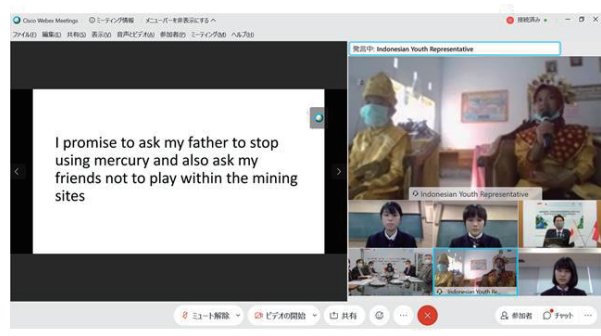 Cisco Webex Meetings ミーティング情報 メニューバーを非表示にする へ 接続済み
ファイル(F) 編集(E) 共有(S) 表示(V) 音声とビデオ(A) 参加者(P) ミーティング(M) ヘルプ(H)
発言中: Indonesian Youth Representative
I promise to ask my father to stop
using mercury and also ask my
friends not to play within the mining
sites
Indonesian Youth Representative
Indonesian Youth Re...
ミュート解除 ビデオの開始 共有 参加者 チャット